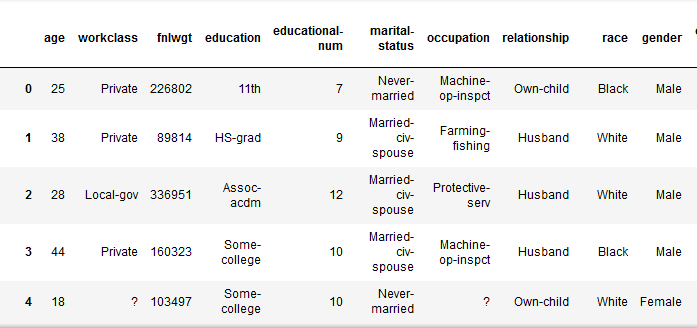 age workclass fnlwgt education educational-num marital-status occupation relationship race gender
0 25 Private 226802 11th 7 Never-married Machine-op-inspct Own-child Black Male
1 38 Private 89814 HS-grad 9 Married-civ-spouse Farming-fishing Husband White Male
2 28 Local-gov 336951 Assoc-acdm 12 Married-civ-spouse Protective-serv Husband White Male
3 44 Private 160323 Some-college 10 Married-civ-spouse Machine-op-inspct Husband Black Male
4 18 ? 103497 Some-college 10 Never-married ? Own-child White Female